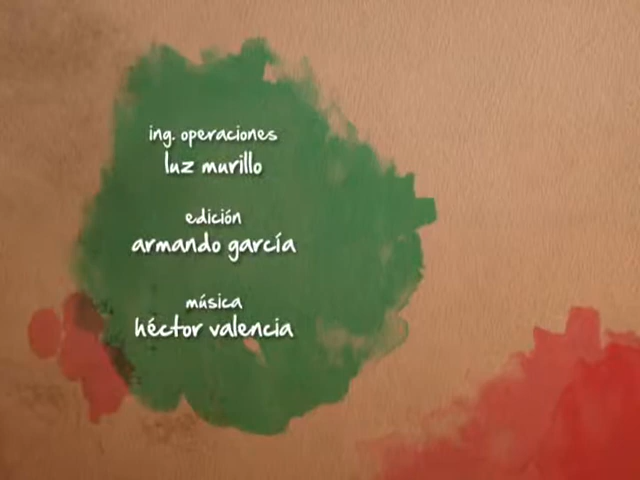 ing. operaciones
luz murillo
edición
armando garcía
música
héctor valencia